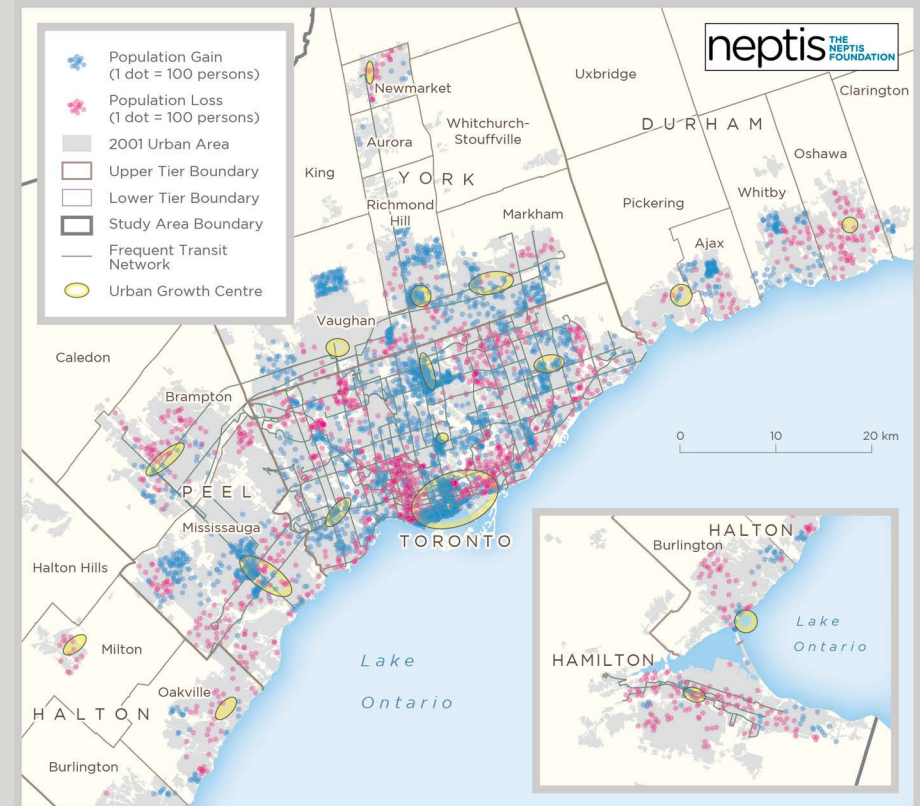 neptis THE NEPTIS FOUNDATION
Population Gain
(1 dot = 100 persons)
Population Loss
(1 dot = 100 persons)
2001 Urban Area
Upper Tier Boundary
Lower Tier Boundary
Study Area Boundary
Frequent Transit
Network
Urban Growth Centre
Newmarket
Uxbridge
Clarington
Whitchurch-
Stouffville
DURHAM
Aurora
Oshawa
King
YORK
Whitby
Richmond
Hill
Markham
Pickering
Ajax
Vaughan
Caledon
Brampton
0 10 20 km
PEEL
Mississauga
TORONTO
Halton Hills
Milton
Lake
Ontario
Oakville
HALTON
Burlington
HALTON
Burlington
Lake
Ontario
HAMILTON